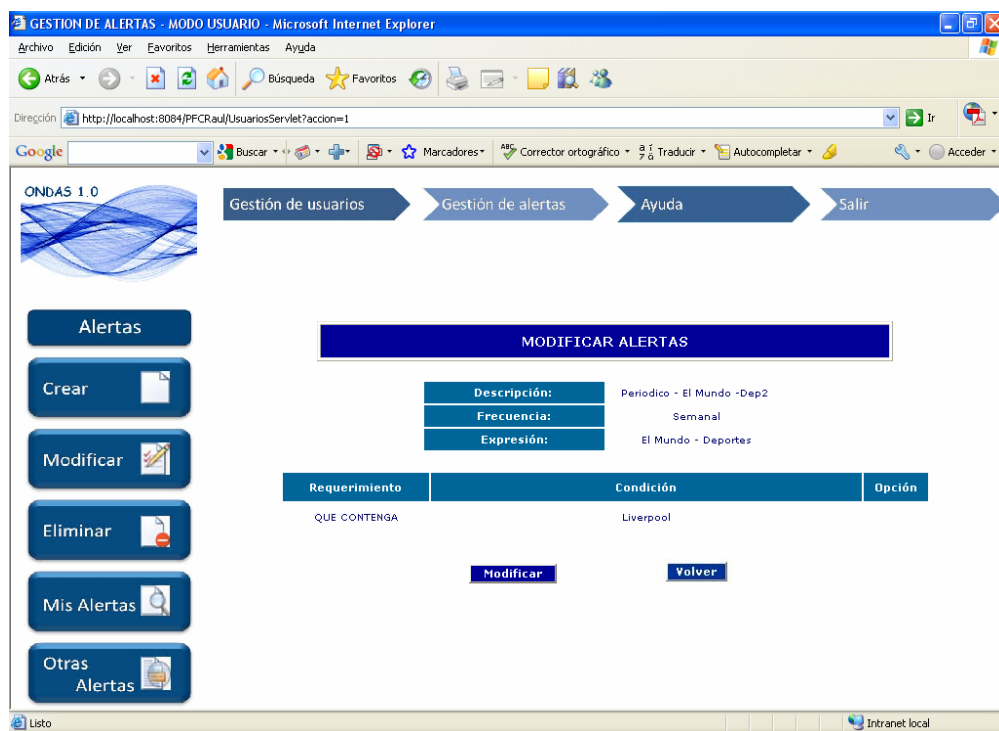 GESTION DE ALERTAS - MODO USUARIO - Microsoft Internet Explorer
Archivo Edición Ver Favoritos Herramientas Ayuda
Atrás Búsqueda Favoritos
Dirección http://localhost:8084/PFCRaul/UsuariosServlet?accion=1 Ir
Google Buscar Marcadores ABC Corrector ortográfico Traducir Autocompletar Acceder
ONDAS 1.0
Gestión de usuarios Gestión de alertas Ayuda Salir
Alertas
Crear
Modificar
Eliminar
Mis Alertas
Otras
Alertas
MODIFICAR ALERTAS
Descripción: Periodico - El Mundo -Dep2
Frecuencia: Semanal
Expresión: El Mundo - Deportes
Requerimiento Condición Opción
QUE CONTENGA Liverpool
Modificar Volver
Listo Intranet local